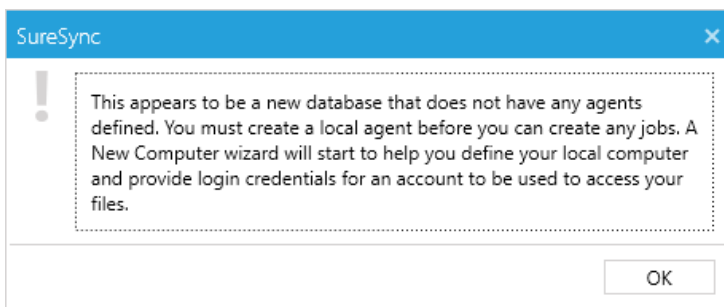 SureSync
This appears to be a new database that does not have any agents
defined. You must create a local agent before you can create any jobs. A
New Computer wizard will start to help you define your local computer
and provide login credentials for an account to be used to access your
files.
OK